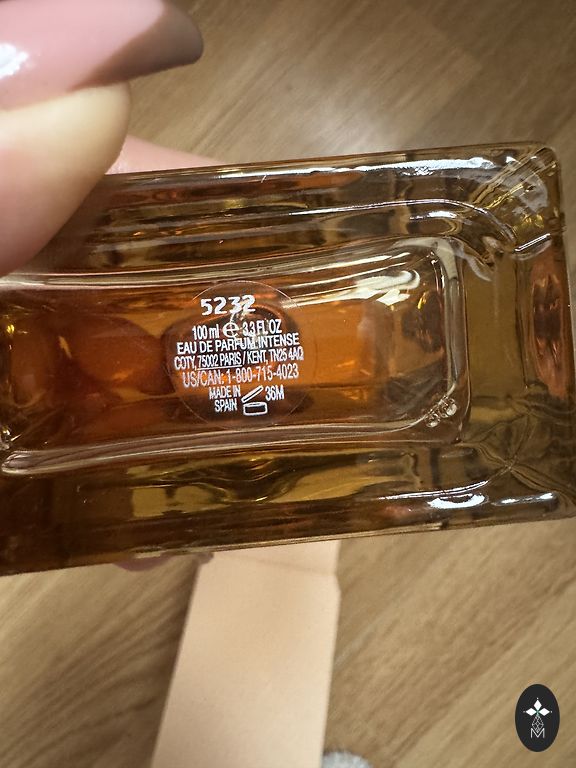 5232
100 ml e 3.3 FL.OZ
EAU DE PARFUM INTENSE
COTY, 75002 PARIS / KENT, TN25 4AQ
US/CAN: 1-800-715-4023
MADE IN
SPAIN
36M
M